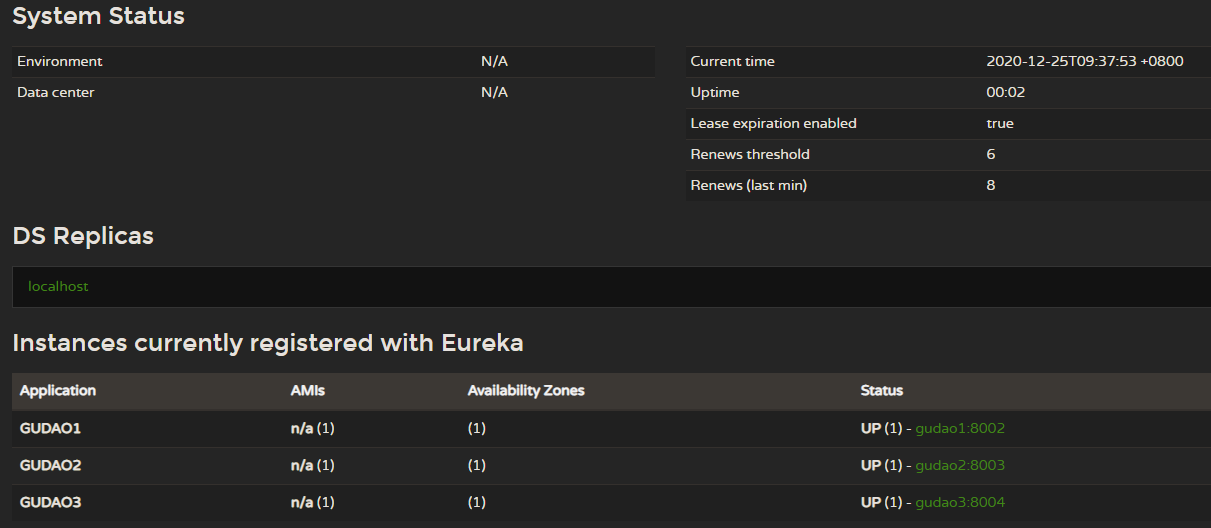 System Status
Environment N/A
Data center N/A
Current time 2020-12-25T09:37:53 +0800
Uptime 00:02
Lease expiration enabled true
Renews threshold 6
Renews (last min) 8
DS Replicas
localhost
Instances currently registered with Eureka
Application AMIs Availability Zones Status
GUDAO1 n/a (1) (1) UP (1) - gudao1:8002
GUDAO2 n/a (1) (1) UP (1) - gudao2:8003
GUDAO3 n/a (1) (1) UP (1) - gudao3:8004